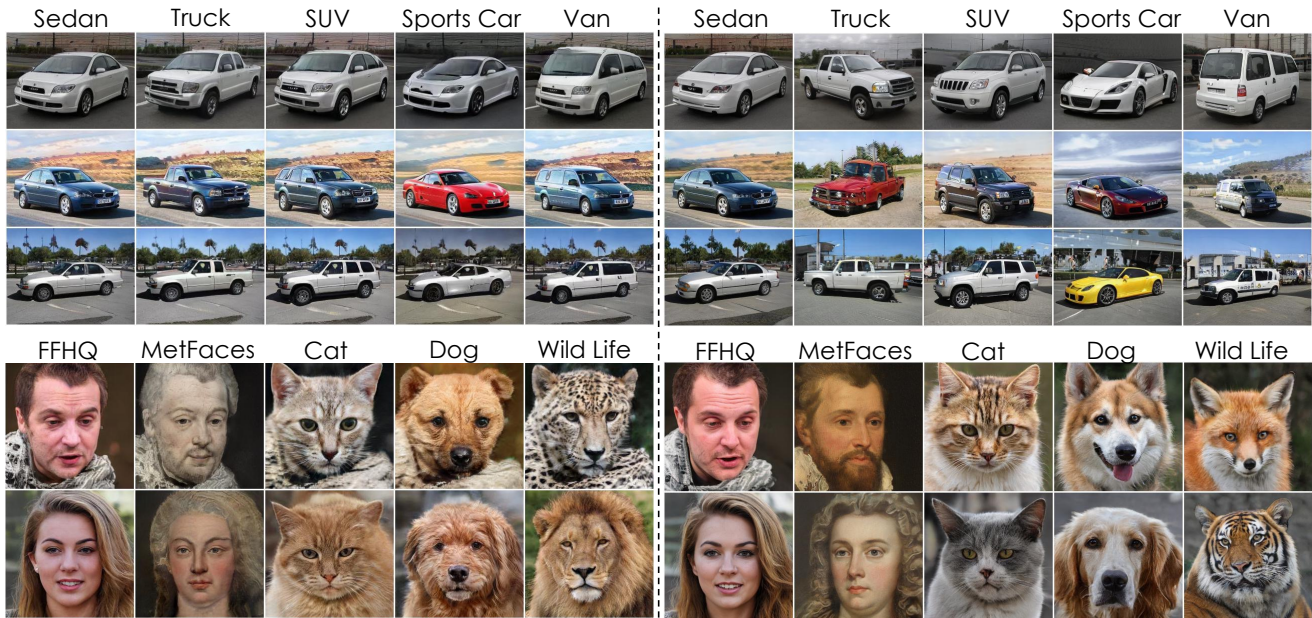 Sedan Truck SUV Sports Car Van Sedan Truck SUV Sports Car Van
FFHQ MetFaces Cat Dog Wild Life FFHQ MetFaces Cat Dog Wild Life